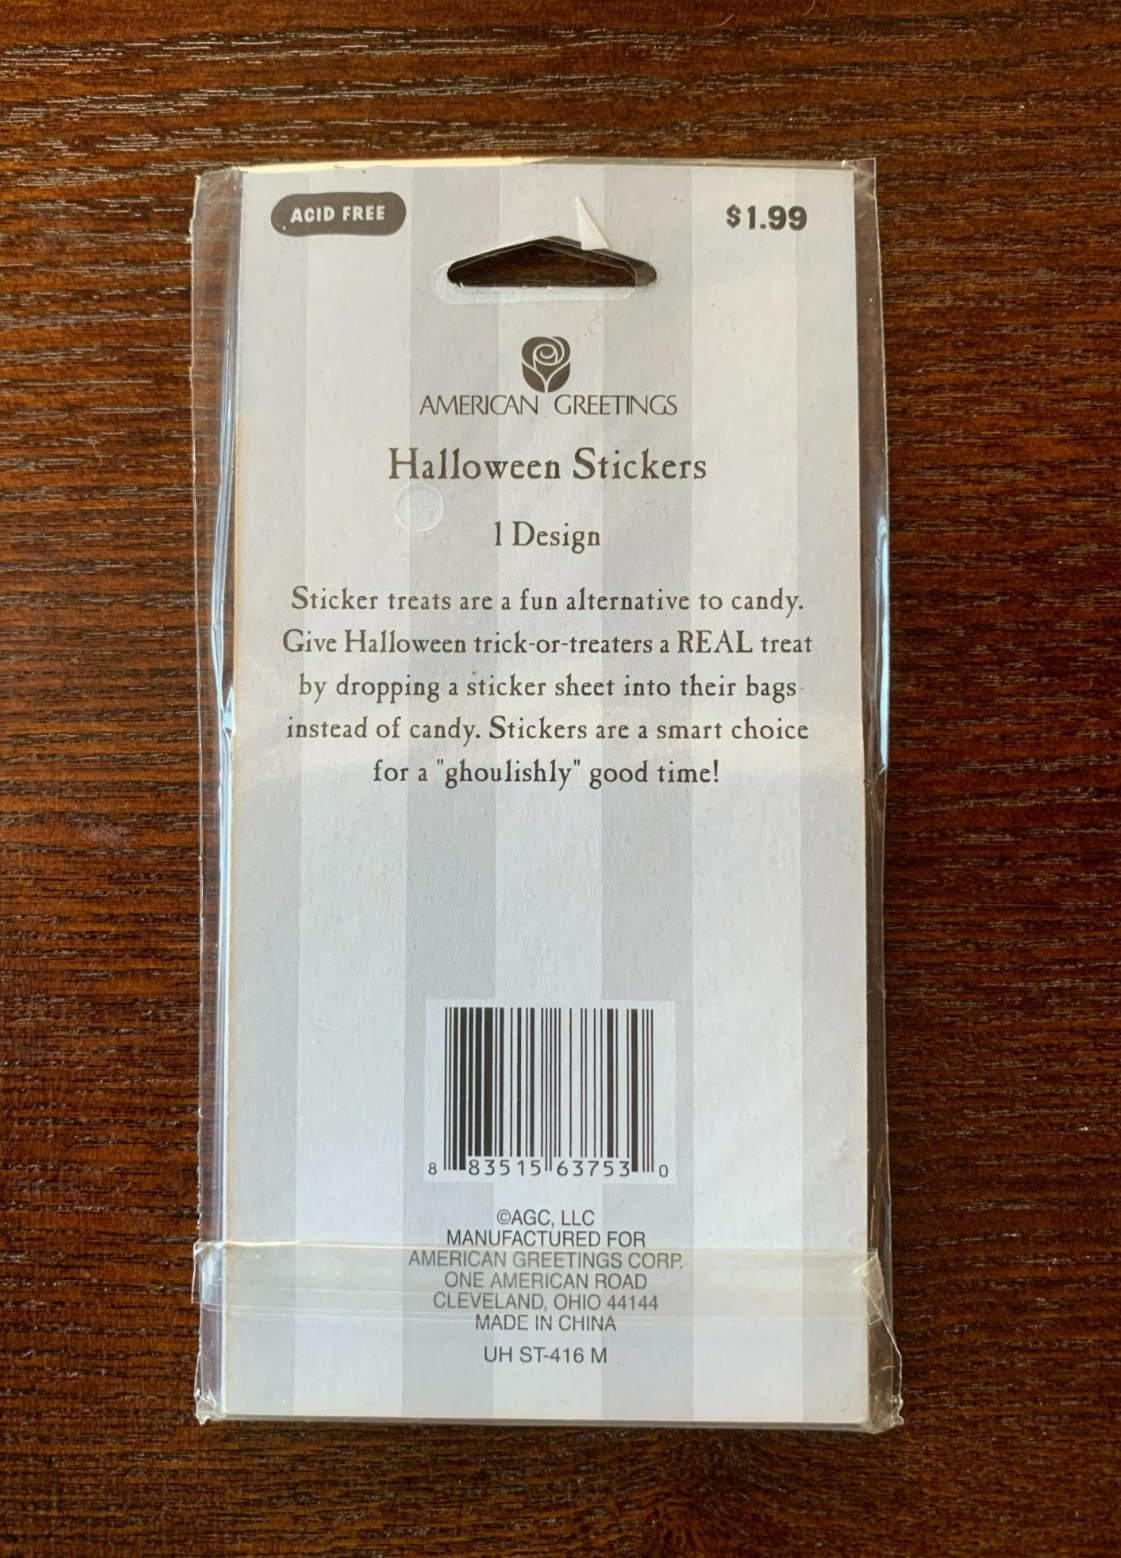 ACID FREE
$1.99
AMERICAN GREETINGS
Halloween Stickers
1 Design
Sticker treats are a fun alternative to candy.
Give Halloween trick-or-treaters a REAL treat
by dropping a sticker sheet into their bags
instead of candy. Stickers are a smart choice
for a "ghoulishly" good time!
8 83515 63753 0
©AGC, LLC
MANUFACTURED FOR
AMERICAN GREETINGS CORP.
ONE AMERICAN ROAD
CLEVELAND, OHIO 44144
MADE IN CHINA
UH ST-416 M